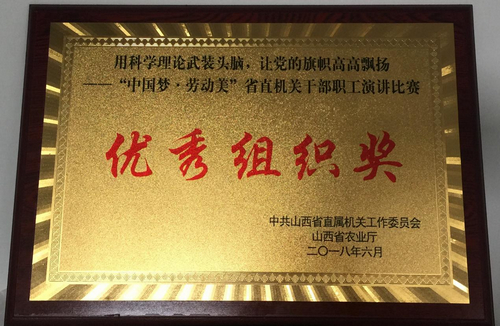 用科学理论武装头脑，让党的旗帜高高飘扬
——“中国梦·劳动美”省直机关干部职工演讲比赛
优秀组织奖
中共山西省直属机关工作委员会
山西省农业厅
二〇一八年六月